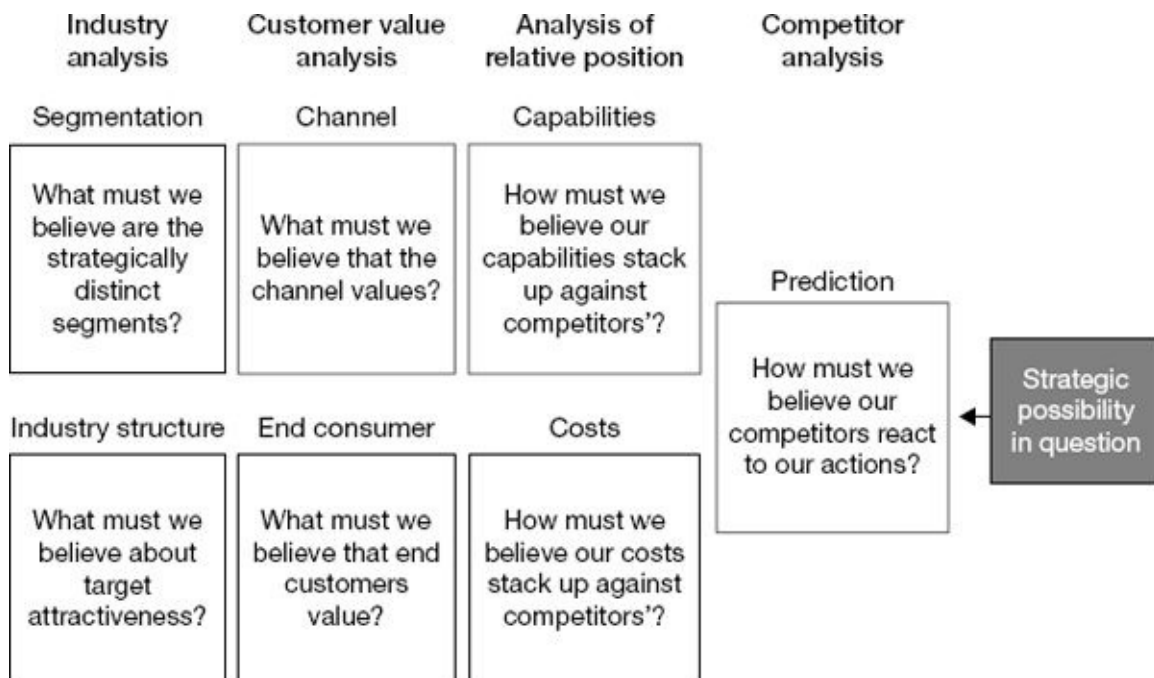 Industry
analysis
Customer value
analysis
Analysis of
relative position
Competitor
analysis
Segmentation
What must we
believe are the
strategically
distinct
segments?
Channel
What must we
believe that the
channel values?
Capabilities
How must we
believe our
capabilities stack
up against
competitors'?
Industry structure
What must we
believe about
target
attractiveness?
End consumer
What must we
believe that end
customers
value?
Costs
How must we
believe our costs
stack up against
competitors'?
Prediction
How must we
believe our
competitors react
to our actions?
Strategic
possibility
in question